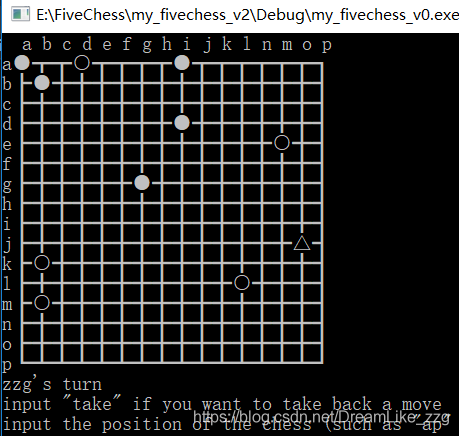 E:\FiveChess\my_fivechess_v2\Debug\my_fivechess_v0.exe
a b c d e f g h i j k l n m o p
a
b
c
d
e
f
g
h
i
j
k
l
m
n
o
p
zzg's turn
input "take" if you want to take back a move
input the position of the chess (such as "ap"
https://blog.csdn.net/DreamLike_zzg